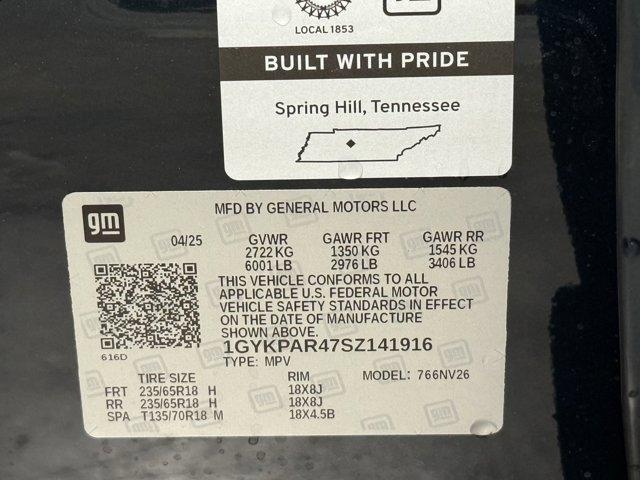 LOCAL 1853
BUILT WITH PRIDE
Spring Hill, Tennessee
gm
MFD BY GENERAL MOTORS LLC
04/25 GVWR GAWR FRT GAWR RR
2722 KG 1350 KG 1545 KG
6001 LB 2976 LB 3406 LB
THIS VEHICLE CONFORMS TO ALL
APPLICABLE U.S. FEDERAL MOTOR
VEHICLE SAFETY STANDARDS IN EFFECT
ON THE DATE OF MANUFACTURE
SHOWN ABOVE.
616D
1GYKPAR47SZ141916
TYPE: MPV
TIRE SIZE RIM MODEL: 766NV26
FRT 235/65R18 H 18X8J
RR 235/65R18 H 18X8J
SPA T135/70R18 M 18X4.5B